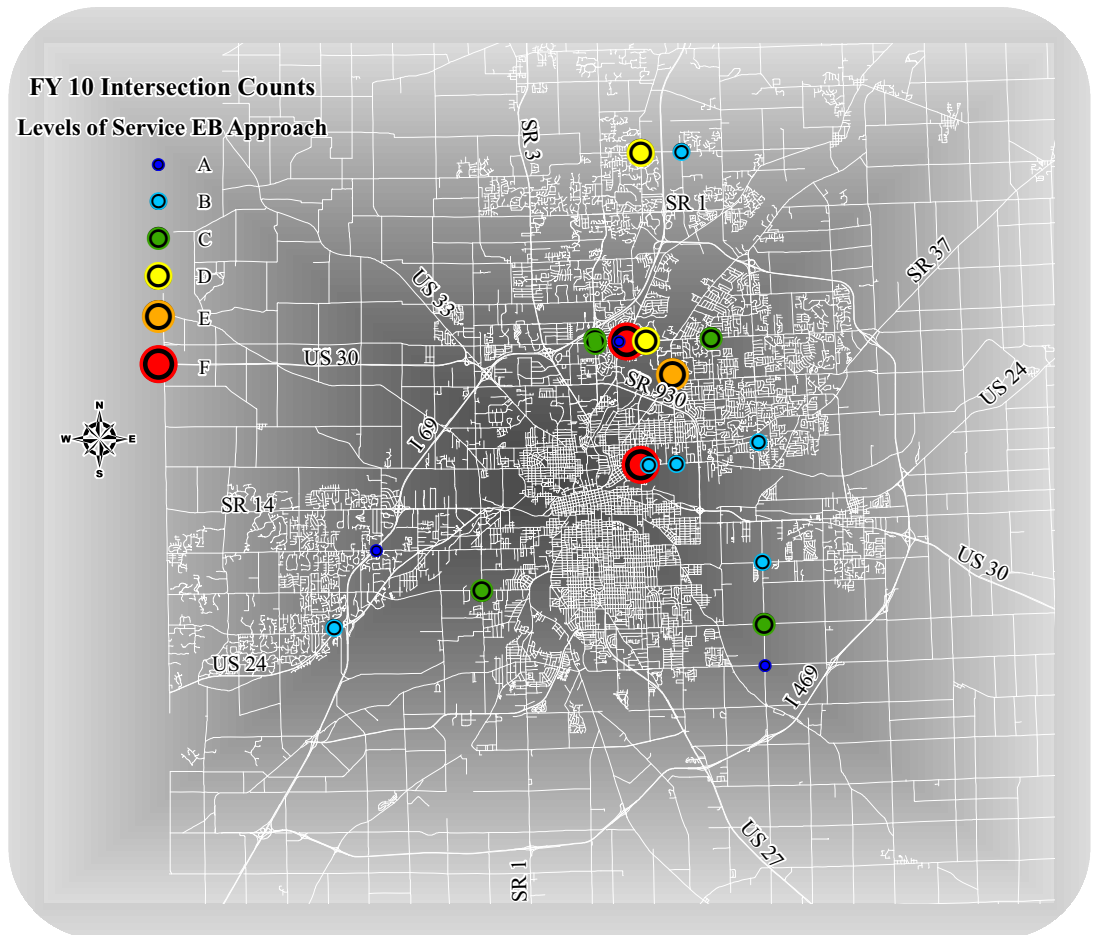 FY 10 Intersection Counts
Levels of Service EB Approach
A
B
C
D
E
F
N
W
E
S
SR 3
SR 1
SR 37
US 33
US 30
SR 930
US 24
I 69
SR 14
US 30
US 24
I 469
US 27
SR 1